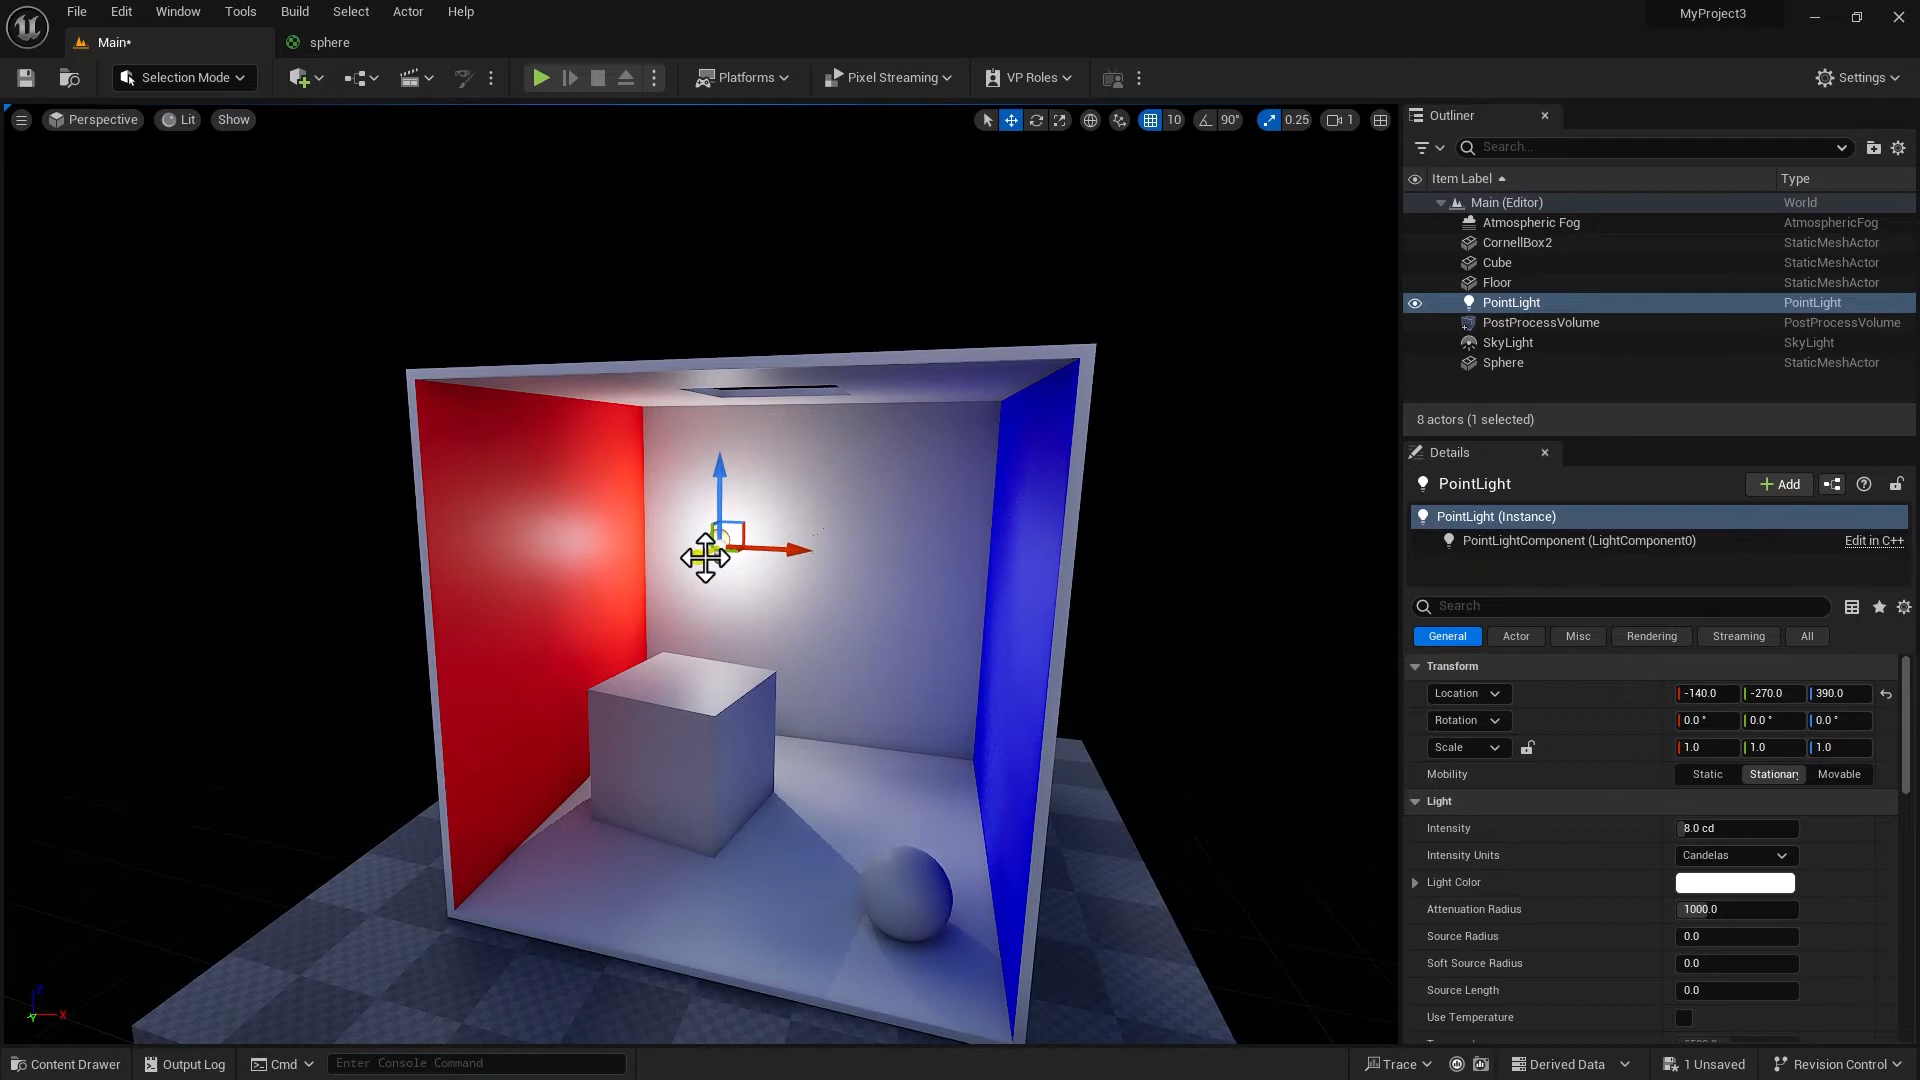 File Edit Window Tools Build Select Actor Help
MyProject3
Main*
sphere
Selection Mode
Platforms
Pixel Streaming
VP Roles
Settings
Perspective
Lit
Show
10
90°
0.25
1
Outliner
Search...
Item Label
Type
Main (Editor) World
Atmospheric Fog AtmosphericFog
CornellBox2 StaticMeshActor
Cube StaticMeshActor
Floor StaticMeshActor
PointLight PointLight
PostProcessVolume PostProcessVolume
SkyLight SkyLight
Sphere StaticMeshActor
8 actors (1 selected)
Details
PointLight
Add
PointLight (Instance)
PointLightComponent (LightComponent0) Edit in C++
Search
General Actor Misc Rendering Streaming All
Transform
Location -140.0 -270.0 390.0
Rotation 0.0 ° 0.0 ° 0.0 °
Scale 1.0 1.0 1.0
Mobility Static Stationary Movable
Light
Intensity 8.0 cd
Intensity Units Candelas
Light Color
Attenuation Radius 1000.0
Source Radius 0.0
Soft Source Radius 0.0
Source Length 0.0
Use Temperature
Z
X
Y
Content Drawer
Output Log
Cmd
Enter Console Command
Trace
Derived Data
1 Unsaved
Revision Control